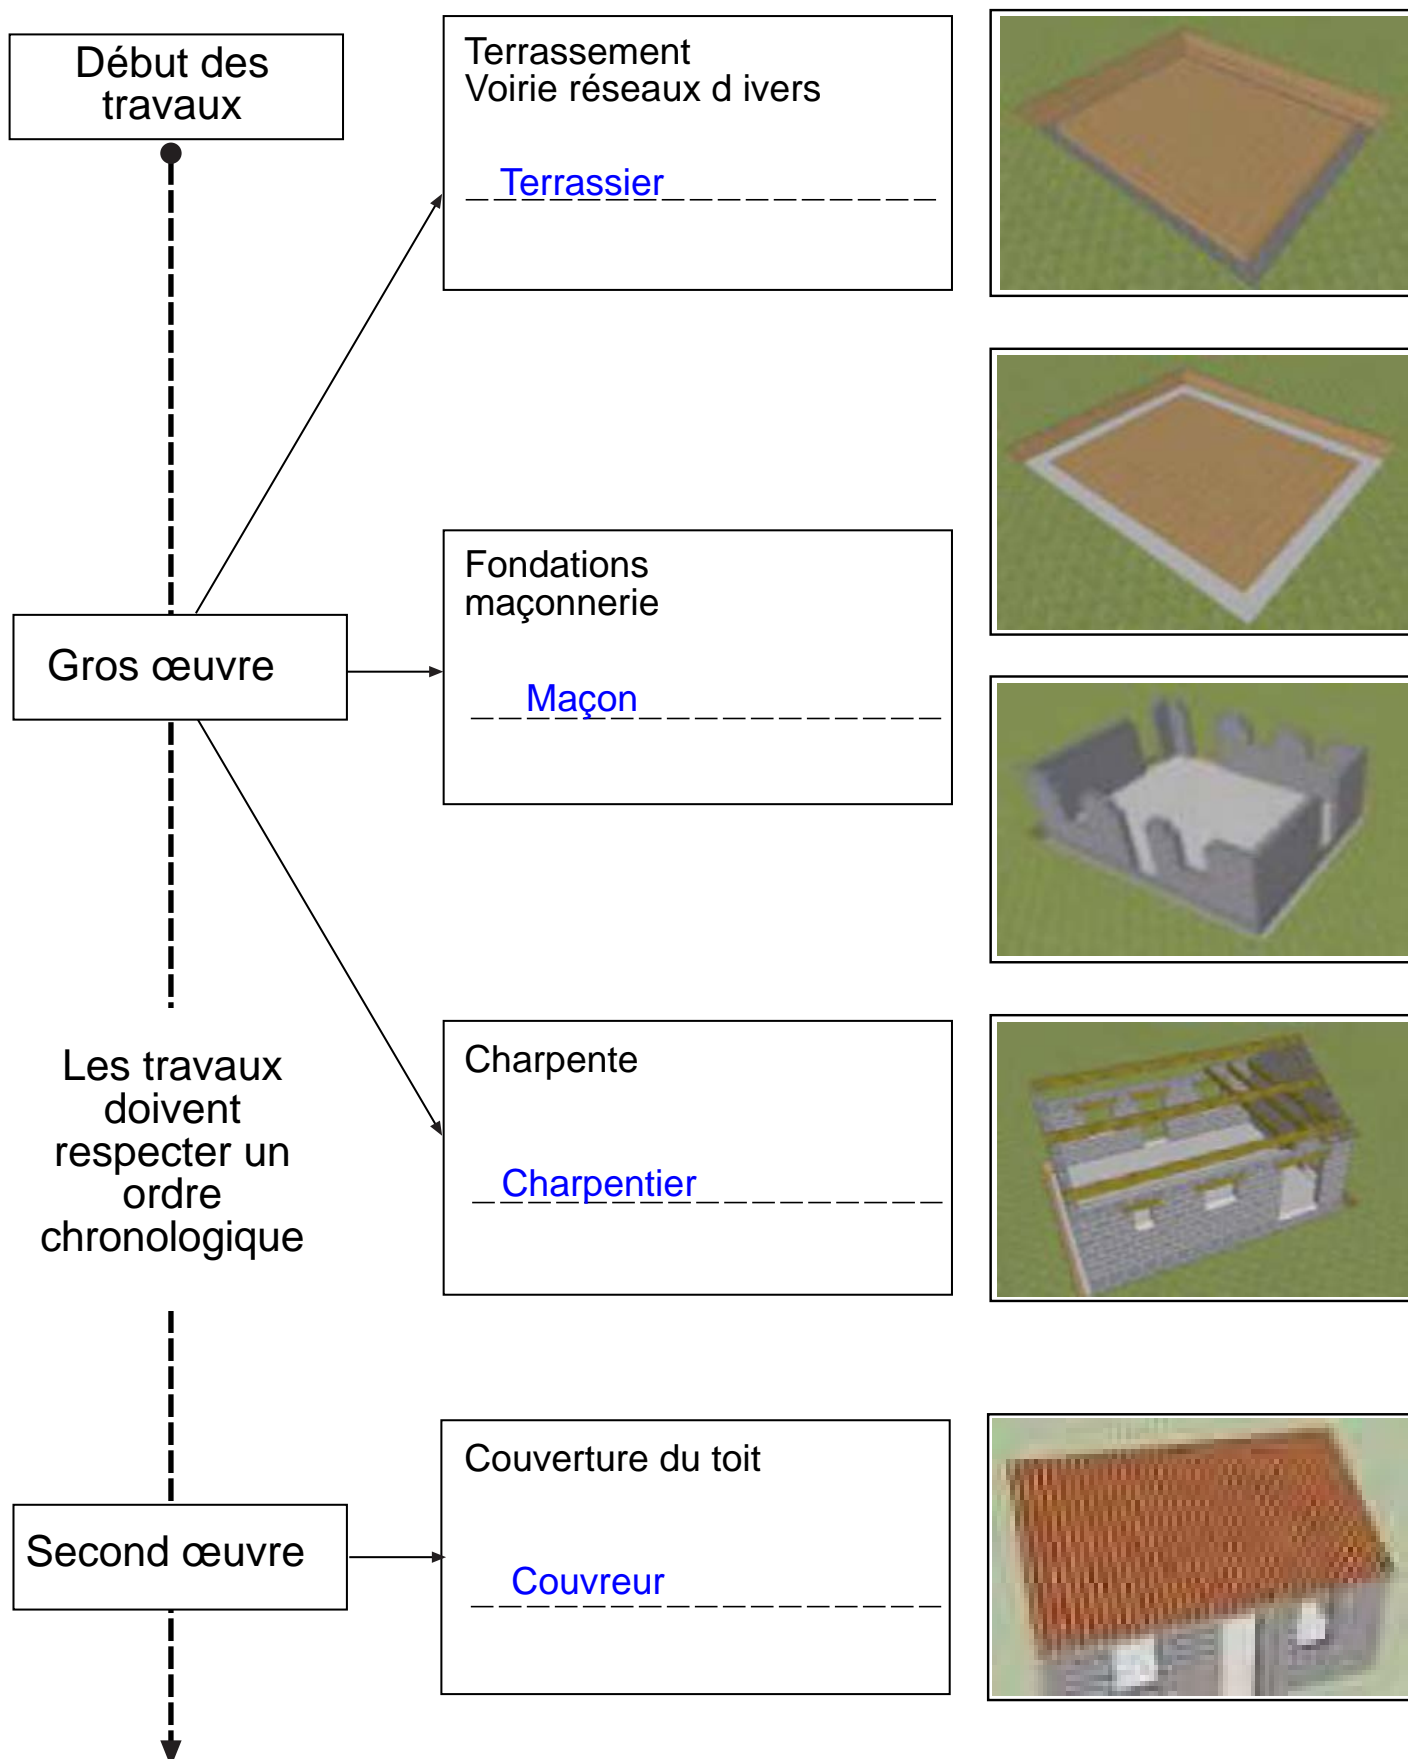 Début des
travaux
Terrassement
Voirie réseaux d ivers
Terrassier
Gros œuvre
Fondations
maçonnerie
Maçon
Les travaux
doivent
respecter un
ordre
chronologique
Charpente
Charpentier
Second œuvre
Couverture du toit
Couvreur